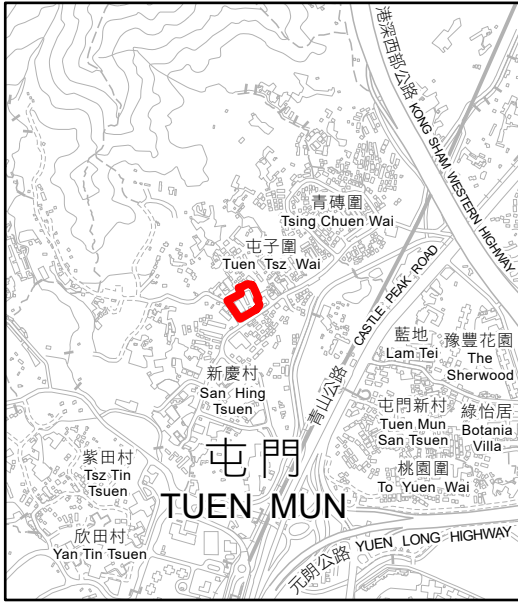 港深西部公路 KONG SHAM WESTERN HIGHWAY
青磚圍
Tsing Chuen Wai
屯子圍
Tuen Tsz Wai
青山公路 CASTLE PEAK ROAD
藍地
Lam Tei
豫豐花園
The
Sherwood
新慶村
San Hing
Tsuen
屯門新村
Tuen Mun
San Tsuen
綠怡居
Botania
Villa
紫田村
Tsz Tin
Tsuen
屯門
TUEN MUN
桃園圍
To Yuen Wai
欣田村
Yan Tin Tsuen
元朗公路 YUEN LONG HIGHWAY